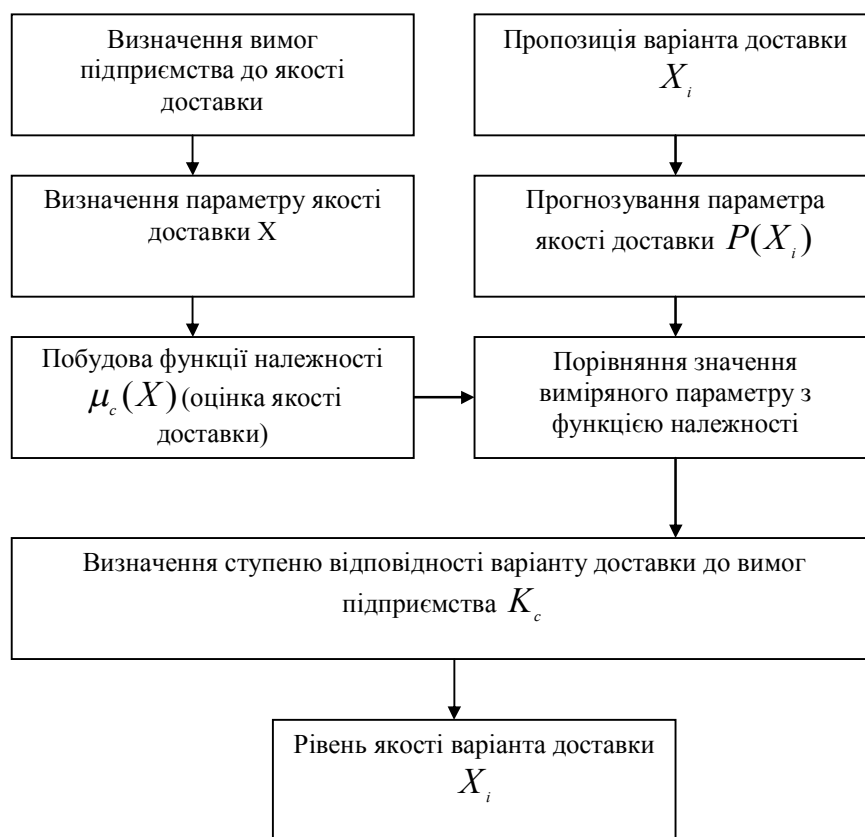 Визначення вимог
підприємства до якості
доставки
Пропозиція варіанта доставки
X_i
Визначення параметру якості
доставки X
Прогнозування параметра
якості доставки P(X_i)
Побудова функції належності
μ_c(X) (оцінка якості
доставки)
Порівняння значення
виміряного параметру з
функцією належності
Визначення ступеню відповідності варіанту доставки до вимог
підприємства K_c
Рівень якості варіанта доставки
X_i